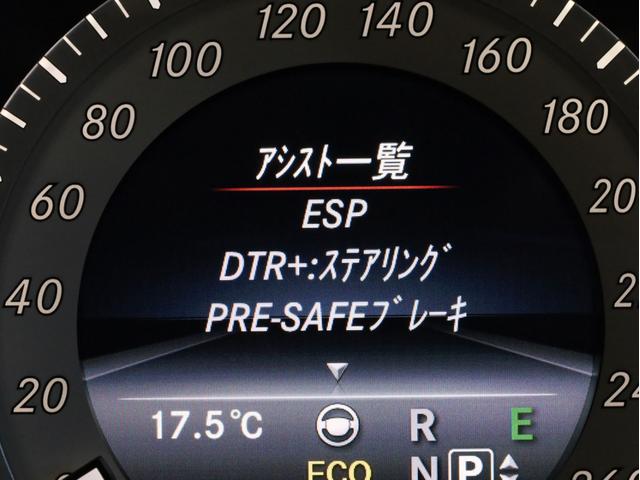 120 140
100 160
80 180
60
40
20
ｱｼｽﾄ一覧
ESP
DTR+:ｽﾃｱﾘﾝｸﾞ
PRE-SAFEﾌﾞﾚｰｷ
17.5°C R E
ECO N P